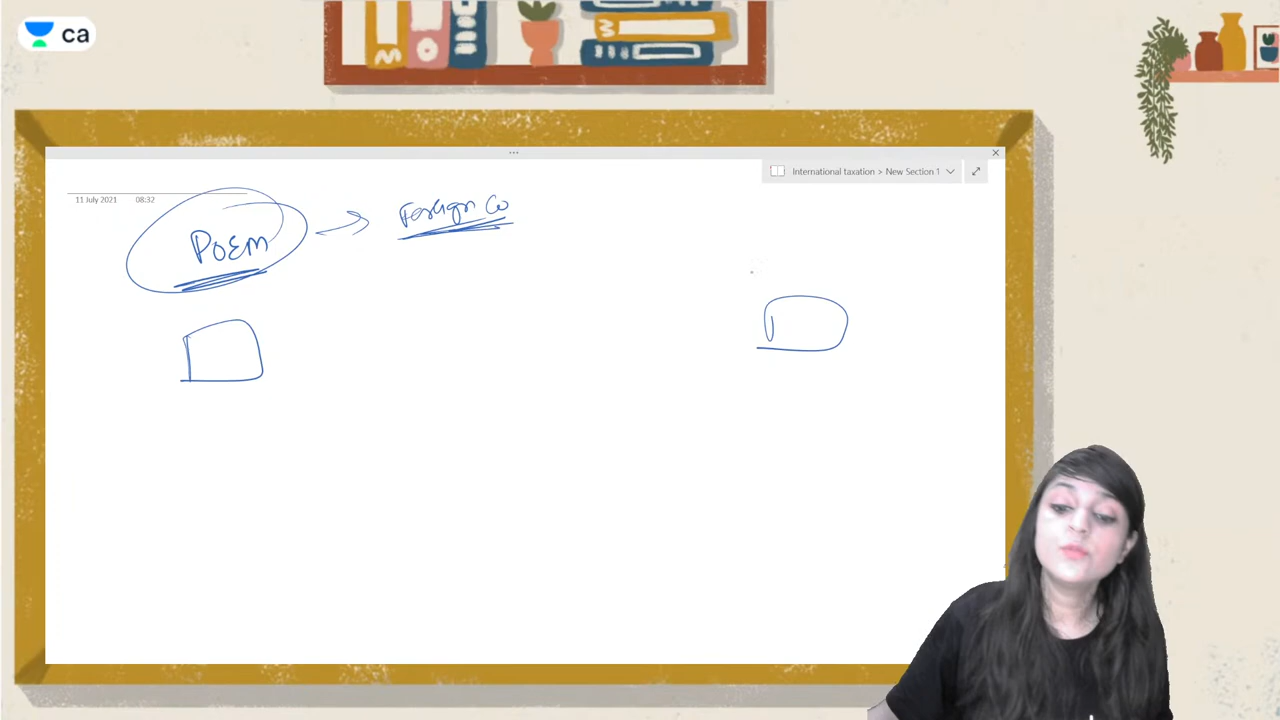 ca
International taxation > New Section 1
11 July 2021 08:32
POEM
Foreign Co